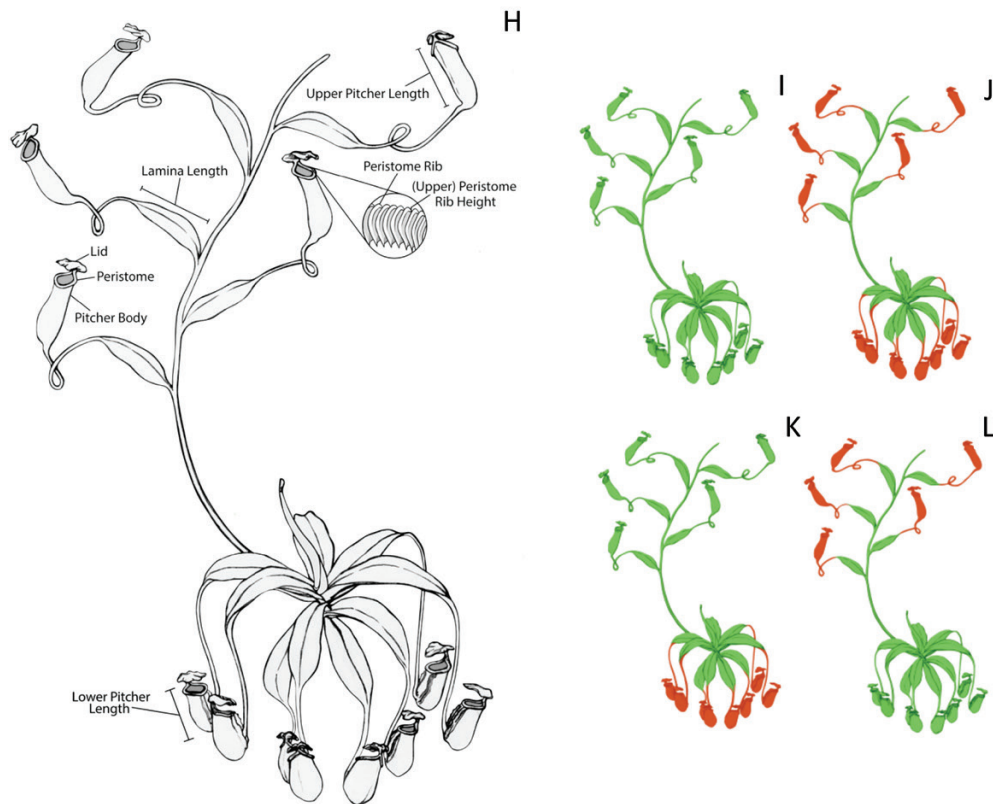 H
Upper Pitcher Length
I
J
Peristome Rib
(Upper) Peristome
Rib Height
Lamina Length
Lid
Peristome
Pitcher Body
K
L
Lower Pitcher
Length